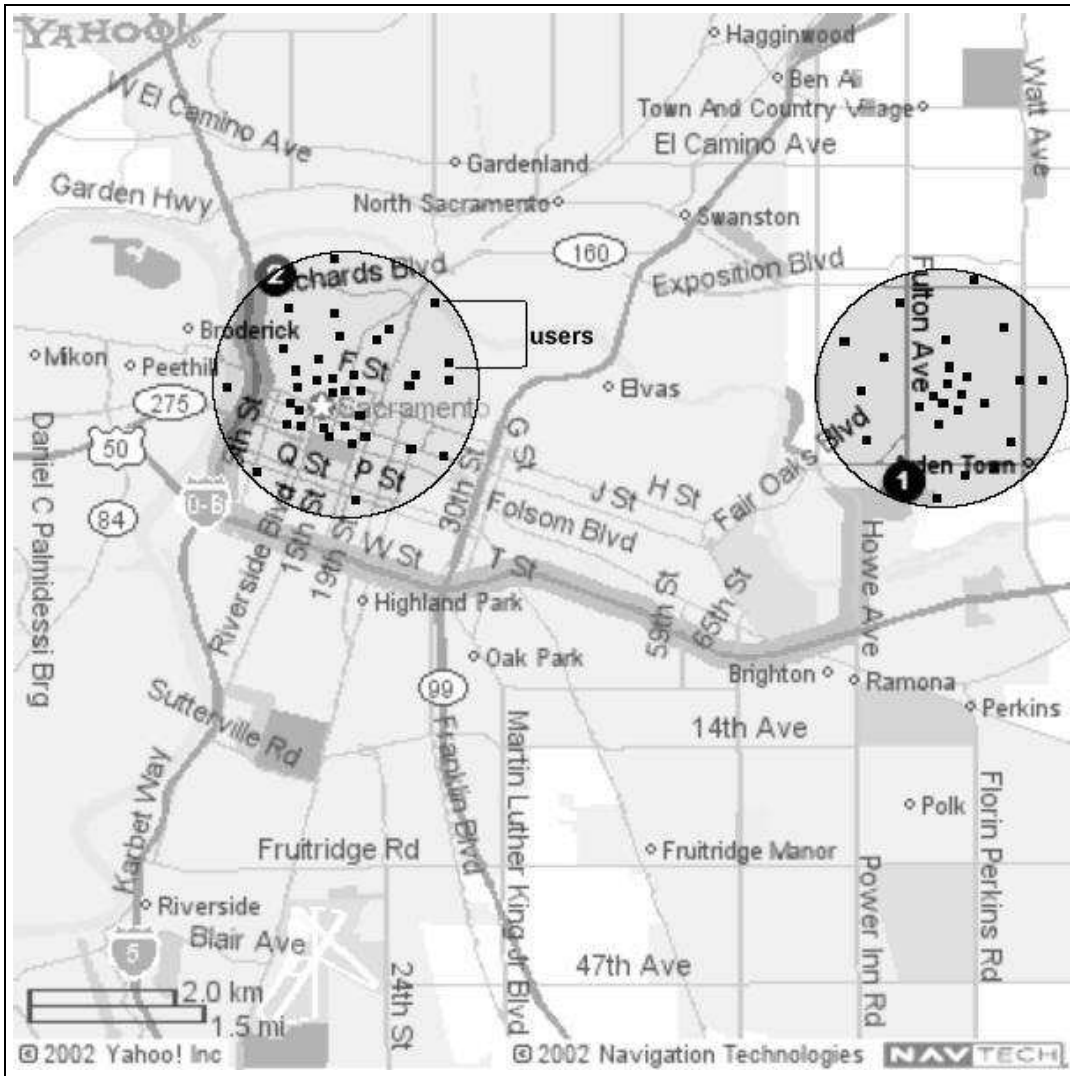 YAHOO!
Hagginwood
Ben Ali
W El Camino Ave
Town And Country Village
Watt Ave
El Camino Ave
Gardenland
Garden Hwy
North Sacramento
Swanston
160
Exposition Blvd
2
chards Blvd
Fulton Ave
Broderick
users
Mikon
Peethill
F St
275
Elvas
Sacramento
50
Q St
P St
30th St
G St
J St
H St
Fair Oaks Blvd
1
den Town
84
Daniel C Palmidessi Brg
Riverside Blvd
15th St
19th St
W St
T St
Folsom Blvd
59th St
65th St
Howe Ave
Highland Park
Oak Park
Brighton
Ramona
99
Perkins
Sutterville Rd
14th Ave
Franklin Blvd
Martin Luther King Jr Blvd
Karbet Way
Polk
Florin Perkins Rd
Fruitridge Rd
Fruitridge Manor
Power Inn Rd
Riverside
Blair Ave
5
24th St
47th Ave
2.0 km
1.5 mi
© 2002 Yahoo! Inc
© 2002 Navigation Technologies
NAVTECH